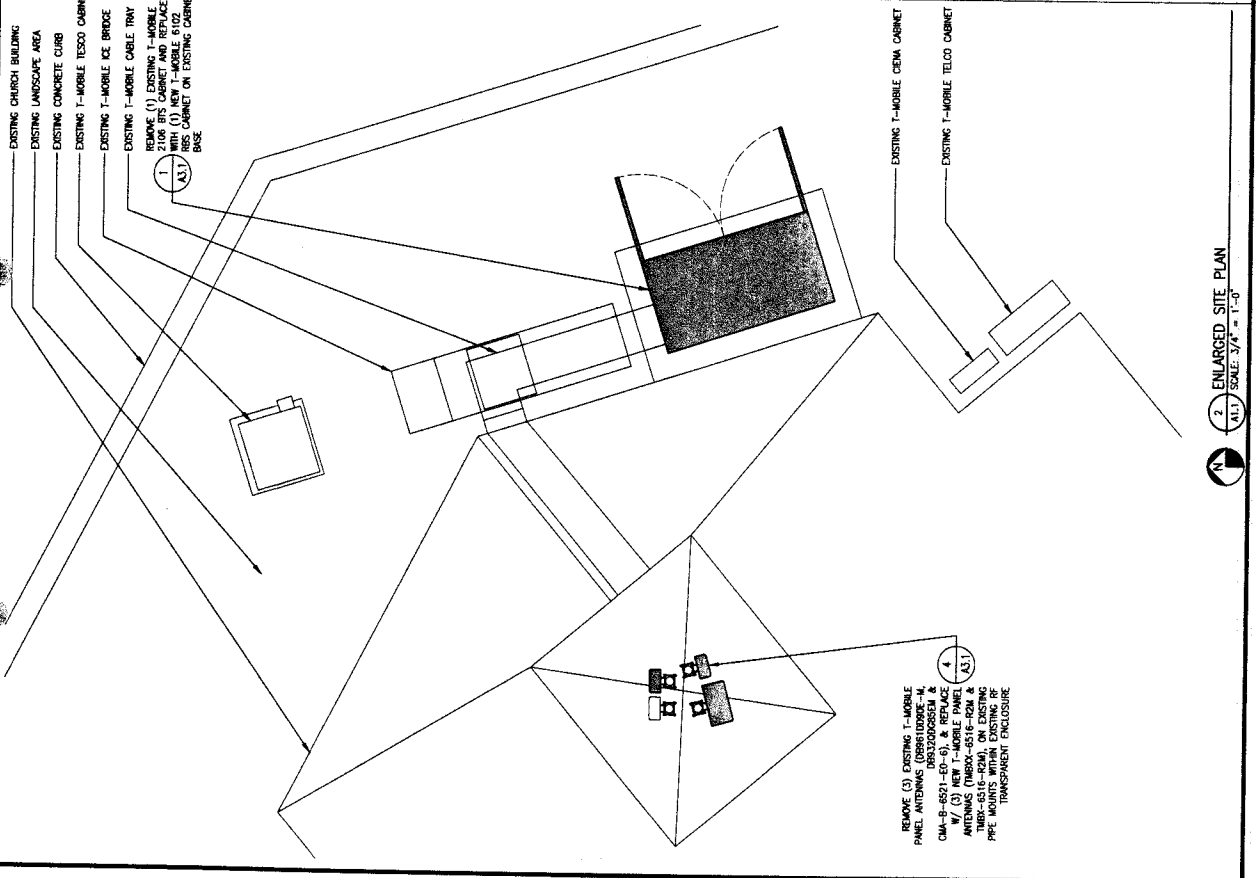 EXISTING CHURCH BUILDING
EXISTING LANDSCAPE AREA
EXISTING CONCRETE CURB
EXISTING T-MOBILE TESCO CABIN
EXISTING T-MOBILE ICE BRIDGE
EXISTING T-MOBILE CABLE TRAY
REMOVE (1) EXISTING T-MOBILE
2106 BTS CABINET AND REPLACE
WITH (1) NEW T-MOBILE 6102
RBS CABINET ON EXISTING CABINE
BASE
1
A3.1
EXISTING T-MOBILE CIENA CABINET
EXISTING T-MOBILE TELCO CABINET
REMOVE (3) EXISTING T-MOBILE
PANEL ANTENNAS (DB961DD90E-M,
DB932DDG85EM &
CMA-B-6521-E0-6), & REPLACE
W/ (3) NEW T-MOBILE PANEL
ANTENNAS (TMBXX-6516-R2M &
TMBX-6516-R2M), ON EXISTING
PIPE MOUNTS WITHIN EXISTING RF
TRANSPARENT ENCLOSURE
4
A3.1
N
2
A1.1
ENLARGED SITE PLAN
SCALE: 3/4" = 1'-0"